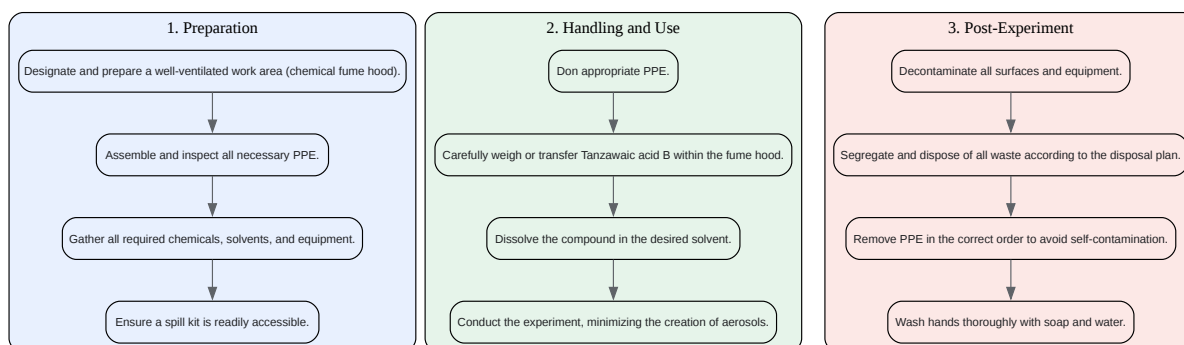 1. Preparation
Designate and prepare a well-ventilated work area (chemical fume hood).
Assemble and inspect all necessary PPE.
Gather all required chemicals, solvents, and equipment.
Ensure a spill kit is readily accessible.
2. Handling and Use
Don appropriate PPE.
Carefully weigh or transfer Tanzawaic acid B within the fume hood.
Dissolve the compound in the desired solvent.
Conduct the experiment, minimizing the creation of aerosols.
3. Post-Experiment
Decontaminate all surfaces and equipment.
Segregate and dispose of all waste according to the disposal plan.
Remove PPE in the correct order to avoid self-contamination.
Wash hands thoroughly with soap and water.